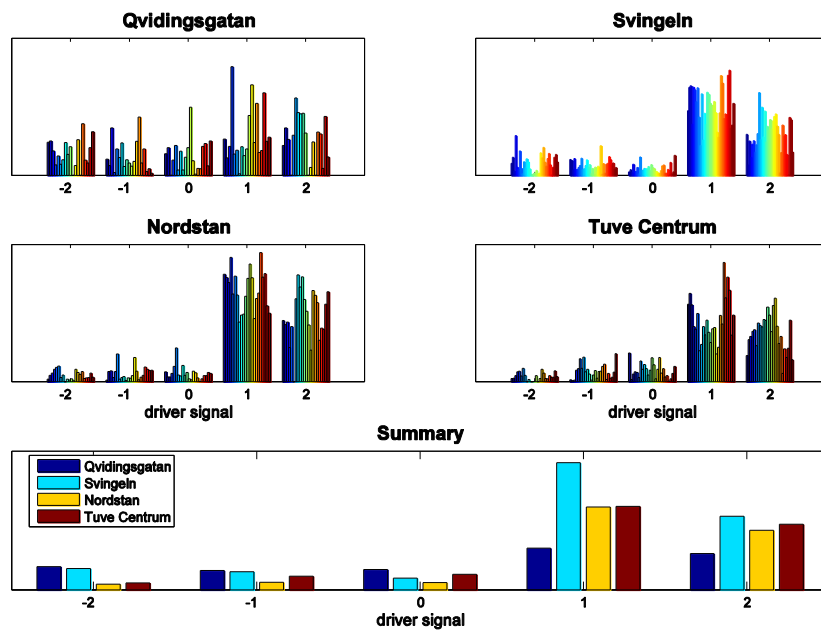 Qvidingsgatan
Svingeln
-2 -1 0 1 2
-2 -1 0 1 2
Nordstan
Tuve Centrum
-2 -1 0 1 2
driver signal
-2 -1 0 1 2
driver signal
Summary
Qvidingsgatan
Svingeln
Nordstan
Tuve Centrum
-2 -1 0 1 2
driver signal